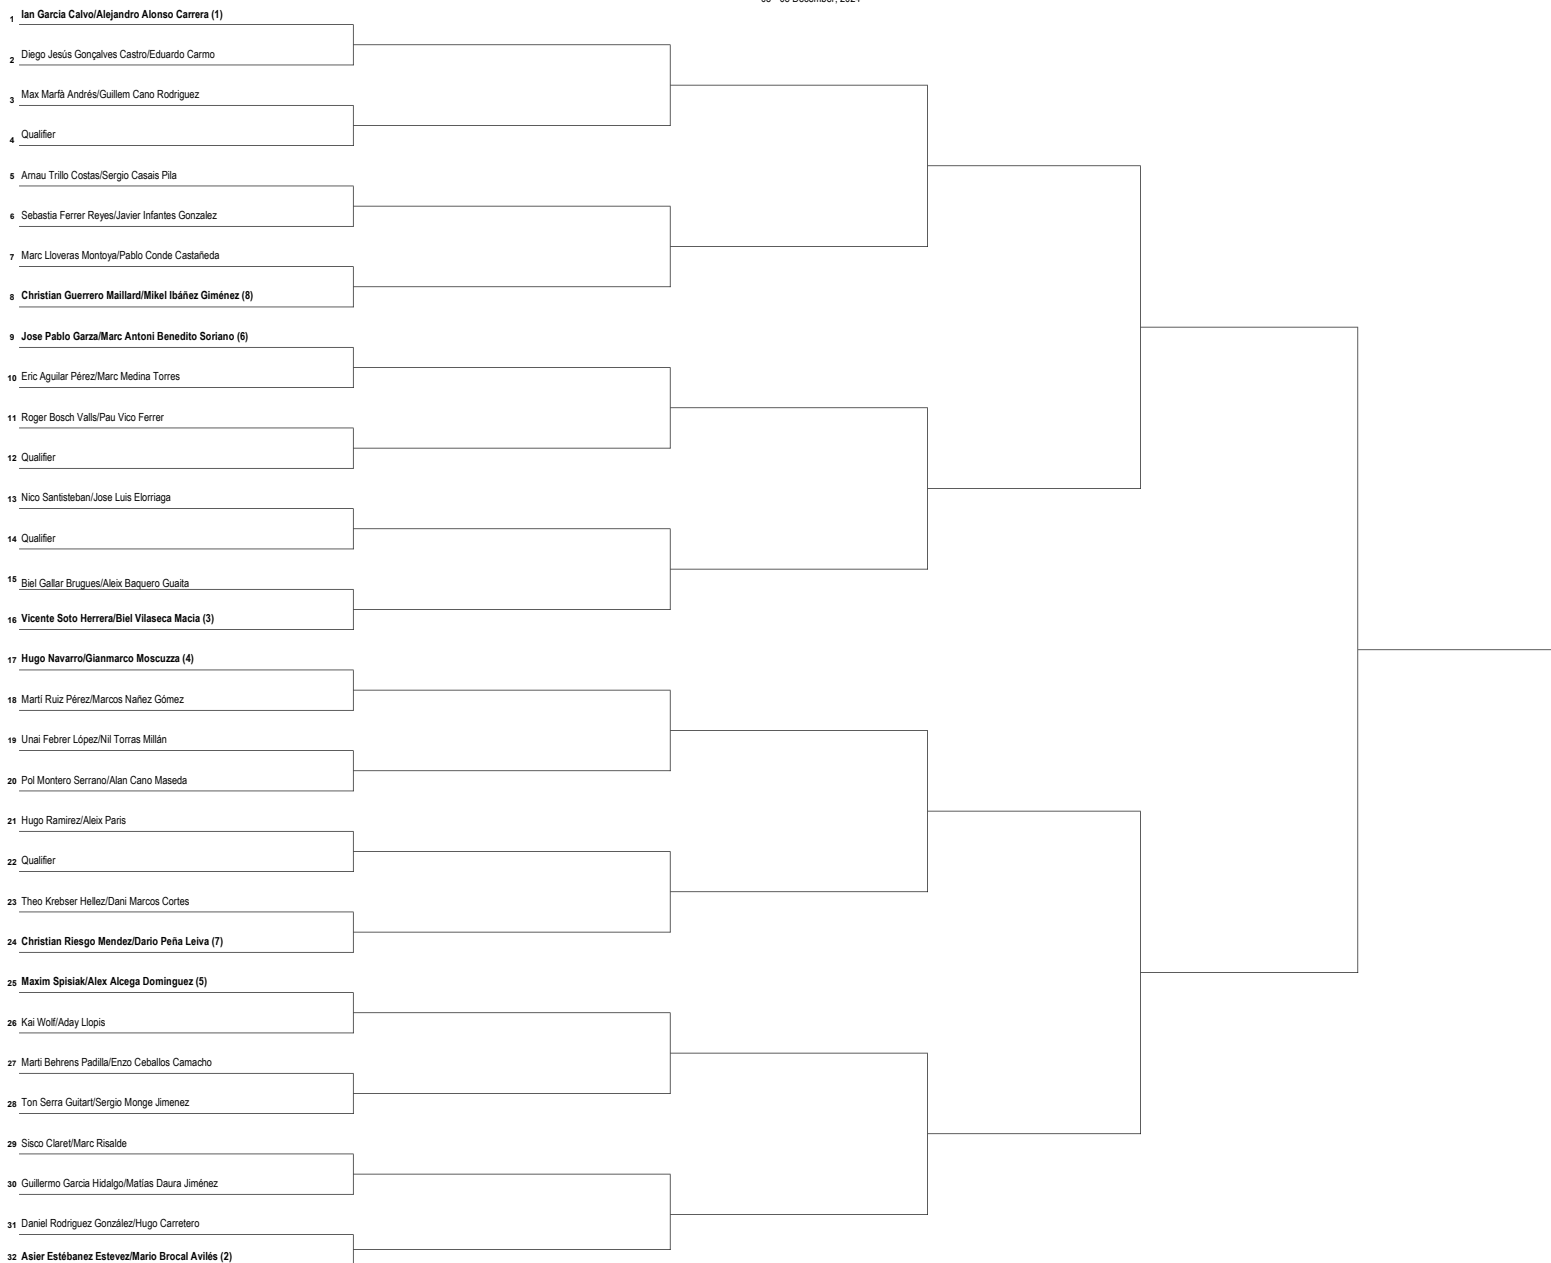 1 Ian Garcia Calvo/Alejandro Alonso Carrera (1)
2 Diego Jesús Gonçalves Castro/Eduardo Carmo
3 Max Marfà Andrés/Guillem Cano Rodriguez
4 Qualifier
5 Arnau Trillo Costas/Sergio Casais Pila
6 Sebastia Ferrer Reyes/Javier Infantes Gonzalez
7 Marc Lloveras Montoya/Pablo Conde Castañeda
8 Christian Guerrero Maillard/Mikel Ibáñez Giménez (8)
9 Jose Pablo Garza/Marc Antoni Benedito Soriano (6)
10 Eric Aguilar Pérez/Marc Medina Torres
11 Roger Bosch Valls/Pau Vico Ferrer
12 Qualifier
13 Nico Santisteban/Jose Luis Elorriaga
14 Qualifier
15 Biel Gallar Brugues/Aleix Baquero Guaita
16 Vicente Soto Herrera/Biel Vilaseca Macia (3)
17 Hugo Navarro/Gianmarco Moscuzza (4)
18 Martí Ruiz Pérez/Marcos Nañez Gómez
19 Unai Febrer López/Nil Torras Millán
20 Pol Montero Serrano/Alan Cano Maseda
21 Hugo Ramirez/Aleix Paris
22 Qualifier
23 Theo Krebser Hellez/Dani Marcos Cortes
24 Christian Riesgo Mendez/Dario Peña Leiva (7)
25 Maxim Spisiak/Alex Alcega Dominguez (5)
26 Kai Wolf/Aday Llopis
27 Marti Behrens Padilla/Enzo Ceballos Camacho
28 Ton Serra Guitart/Sergio Monge Jimenez
29 Sisco Claret/Marc Risalde
30 Guillermo Garcia Hidalgo/Matías Daura Jiménez
31 Daniel Rodriguez González/Hugo Carretero
32 Asier Estébanez Estevez/Mario Brocal Avilés (2)